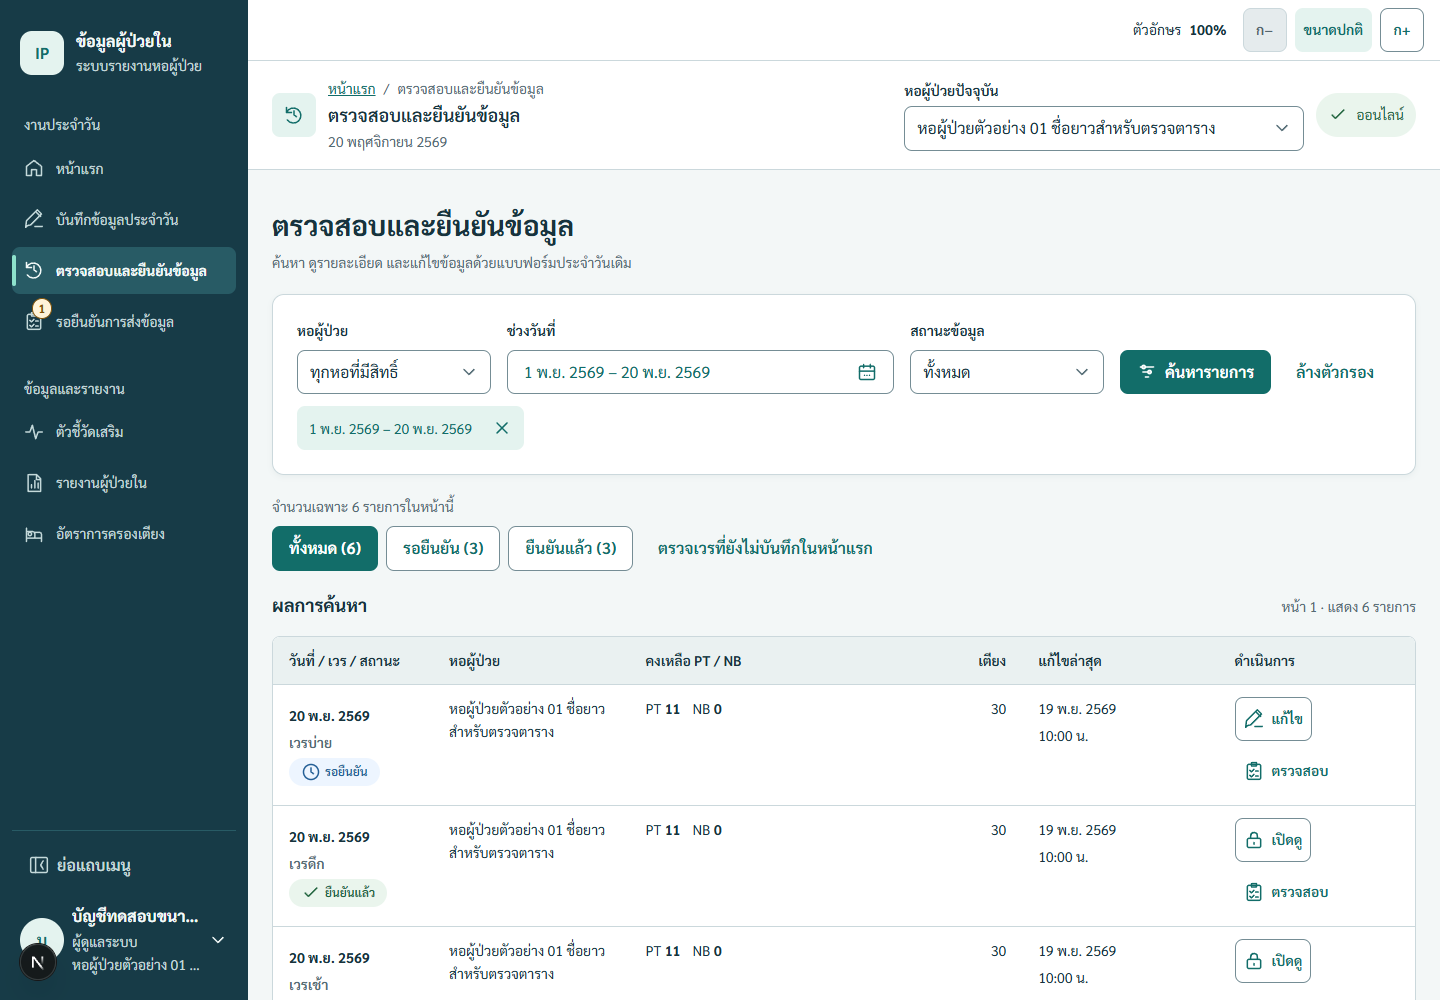 IP
ข้อมูลผู้ป่วยใน
ระบบรายงานหอผู้ป่วย
งานประจำวัน
หน้าแรก
บันทึกข้อมูลประจำวัน
ตรวจสอบและยืนยันข้อมูล
1
รอยืนยันการส่งข้อมูล
ข้อมูลและรายงาน
ตัวชี้วัดเสริม
รายงานผู้ป่วยใน
อัตราการครองเตียง
ย่อแถบเมนู
บัญชีทดสอบขนา...
ผู้ดูแลระบบ
หอผู้ป่วยตัวอย่าง 01 ...
N
ตัวอักษร 100% ก− ขนาดปกติ ก+
หน้าแรก / ตรวจสอบและยืนยันข้อมูล
ตรวจสอบและยืนยันข้อมูล
20 พฤศจิกายน 2569
หอผู้ป่วยปัจจุบัน
หอผู้ป่วยตัวอย่าง 01 ชื่อยาวสำหรับตรวจตาราง
ออนไลน์
ตรวจสอบและยืนยันข้อมูล
ค้นหา ดูรายละเอียด และแก้ไขข้อมูลด้วยแบบฟอร์มประจำวันเดิม
หอผู้ป่วย ช่วงวันที่ สถานะข้อมูล
ทุกหอที่มีสิทธิ์ 1 พ.ย. 2569 – 20 พ.ย. 2569 ทั้งหมด ค้นหารายการ ล้างตัวกรอง
1 พ.ย. 2569 – 20 พ.ย. 2569
จำนวนเฉพาะ 6 รายการในหน้านี้
ทั้งหมด (6) รอยืนยัน (3) ยืนยันแล้ว (3) ตรวจเวรที่ยังไม่บันทึกในหน้าแรก
ผลการค้นหา หน้า 1 · แสดง 6 รายการ
วันที่ / เวร / สถานะ หอผู้ป่วย คงเหลือ PT / NB เตียง แก้ไขล่าสุด ดำเนินการ
20 พ.ย. 2569
เวรบ่าย
รอยืนยัน
หอผู้ป่วยตัวอย่าง 01 ชื่อยาว
สำหรับตรวจตาราง
PT 11 NB 0
30
19 พ.ย. 2569
10:00 น.
แก้ไข
ตรวจสอบ
20 พ.ย. 2569
เวรดึก
ยืนยันแล้ว
หอผู้ป่วยตัวอย่าง 01 ชื่อยาว
สำหรับตรวจตาราง
PT 11 NB 0
30
19 พ.ย. 2569
10:00 น.
เปิดดู
ตรวจสอบ
20 พ.ย. 2569
เวรเช้า
หอผู้ป่วยตัวอย่าง 01 ชื่อยาว
สำหรับตรวจตาราง
PT 11 NB 0
30
19 พ.ย. 2569
10:00 น.
เปิดดู